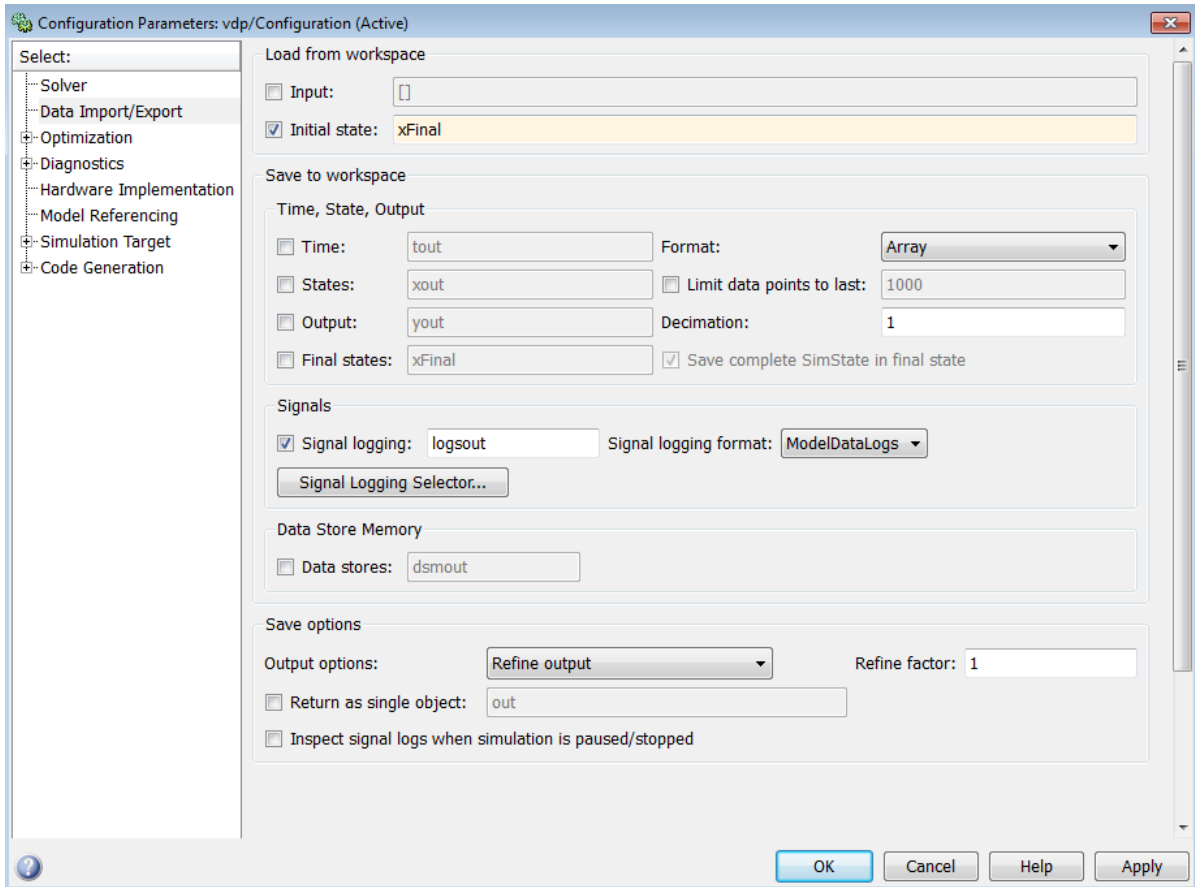 Configuration Parameters: vdp/Configuration (Active)
Select:
Solver
Data Import/Export
Optimization
Diagnostics
Hardware Implementation
Model Referencing
Simulation Target
Code Generation
Load from workspace
Input: []
Initial state: xFinal
Save to workspace
Time, State, Output
Time: tout Format: Array
States: xout Limit data points to last: 1000
Output: yout Decimation: 1
Final states: xFinal Save complete SimState in final state
Signals
Signal logging: logsout Signal logging format: ModelDataLogs
Signal Logging Selector...
Data Store Memory
Data stores: dsmout
Save options
Output options: Refine output Refine factor: 1
Return as single object: out
Inspect signal logs when simulation is paused/stopped
? OK Cancel Help Apply